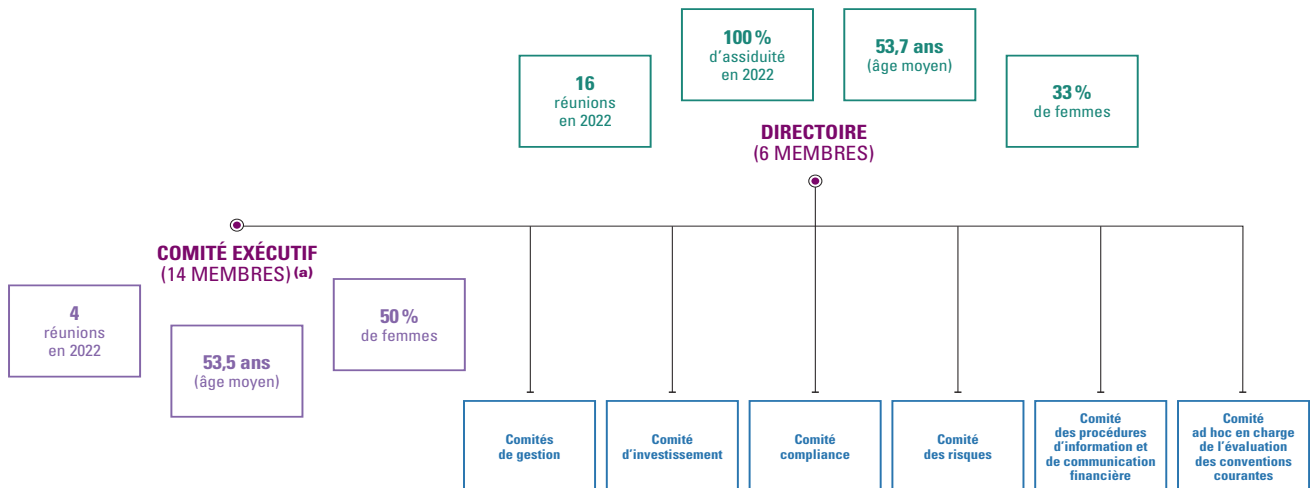 16
réunions
en 2022
100 %
d'assiduité
en 2022
53,7 ans
(âge moyen)
33 %
de femmes
DIRECTOIRE
(6 MEMBRES)
COMITÉ EXÉCUTIF
(14 MEMBRES) (a)
4
réunions
en 2022
53,5 ans
(âge moyen)
50 %
de femmes
Comités
de gestion
Comité
d'investissement
Comité
compliance
Comité
des risques
Comité
des procédures
d'information et
de communication
financière
Comité
ad hoc en charge
de l'évaluation
des conventions
courantes